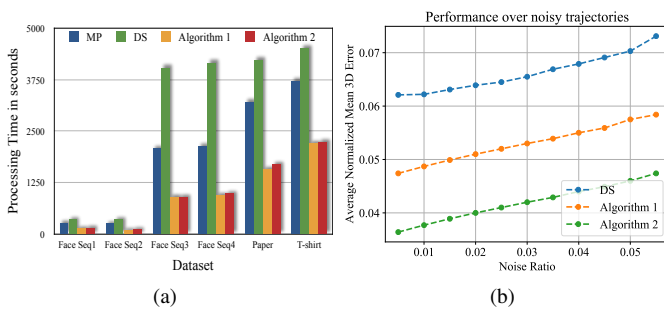 5000
3750
2500
1250
0
Processing Time in seconds
MP DS Algorithm 1 Algorithm 2
Face Seq1 Face Seq2 Face Seq3 Face Seq4 Paper T-shirt
Dataset
(a)
Performance over noisy trajectories
0.07
0.06
0.05
0.04
Average Normalized Mean 3D Error
DS
Algorithm 1
Algorithm 2
0.01 0.02 0.03 0.04 0.05
Noise Ratio
(b)